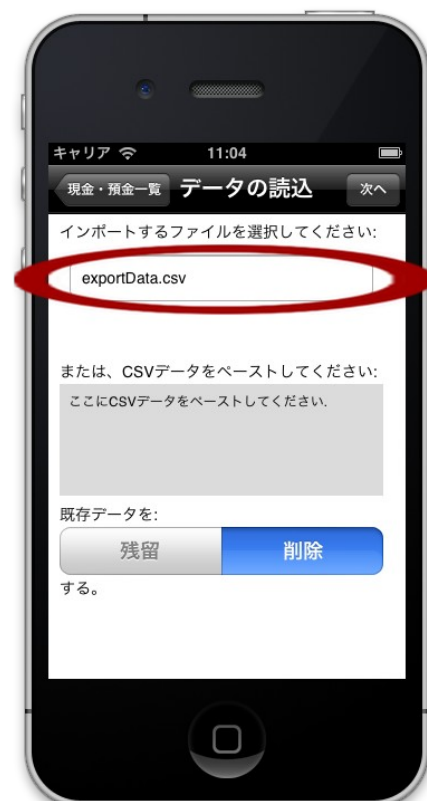 キャリア 11:04
現金・預金一覧 データの読込 次へ
インポートするファイルを選択してください:
exportData.csv
または、CSVデータをペーストしてください:
ここにCSVデータをペーストしてください.
既存データを:
残留 削除
する。